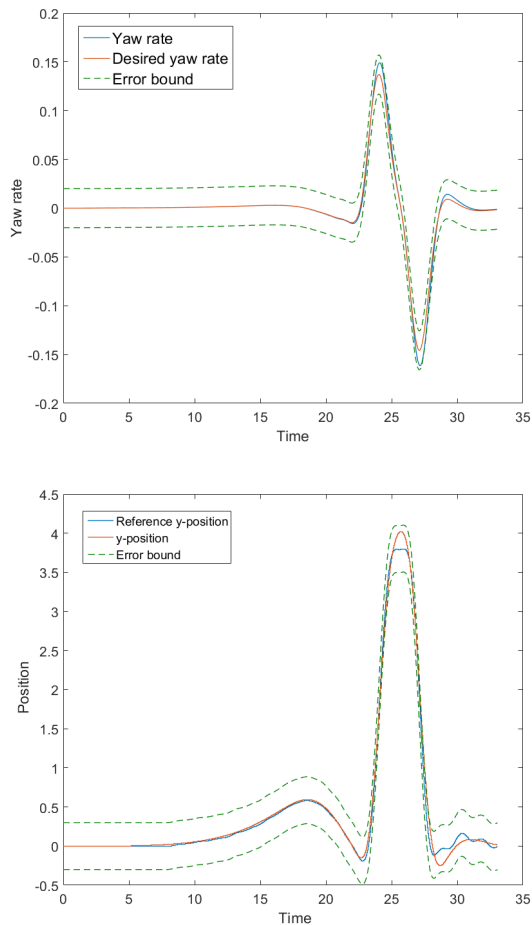 Yaw rate
Desired yaw rate
Error bound
0.2
0.15
0.1
0.05
0
-0.05
-0.1
-0.15
-0.2
Yaw rate
0 5 10 15 20 25 30 35
Time
Reference y-position
y-position
Error bound
4.5
4
3.5
3
2.5
2
1.5
1
0.5
0
-0.5
Position
0 5 10 15 20 25 30 35
Time